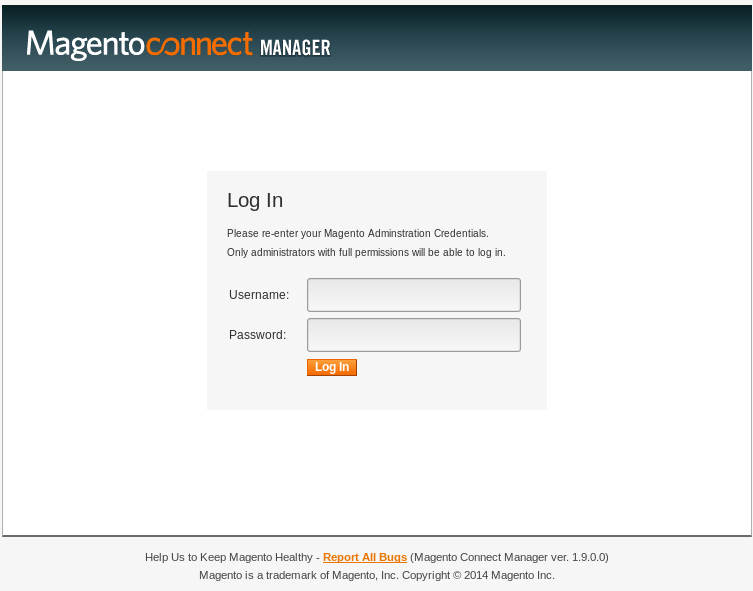 Magentoconnect MANAGER
Log In
Please re-enter your Magento Adminstration Credentials.
Only administrators with full permissions will be able to log in.
Username:
Password:
Log In
Help Us to Keep Magento Healthy - Report All Bugs (Magento Connect Manager ver. 1.9.0.0)
Magento is a trademark of Magento, Inc. Copyright © 2014 Magento Inc.